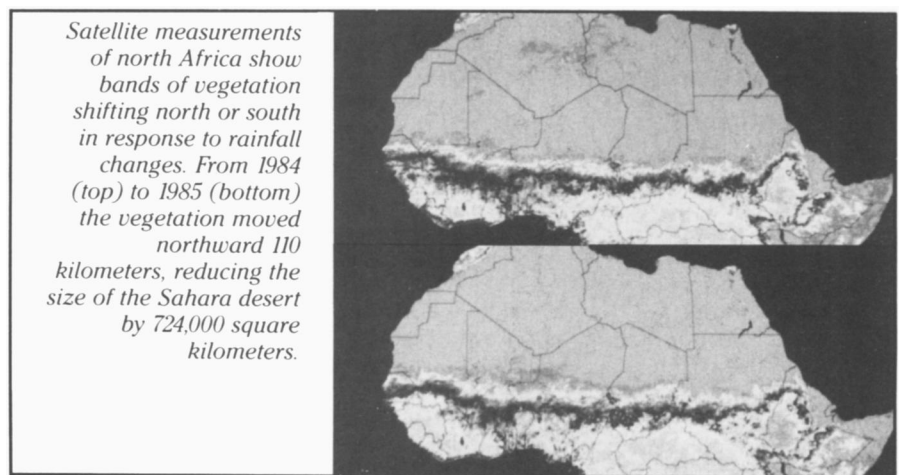 Satellite measurements
of north Africa show
bands of vegetation
shifting north or south
in response to rainfall
changes. From 1984
(top) to 1985 (bottom)
the vegetation moved
northward 110
kilometers, reducing the
size of the Sahara desert
by 724,000 square
kilometers.